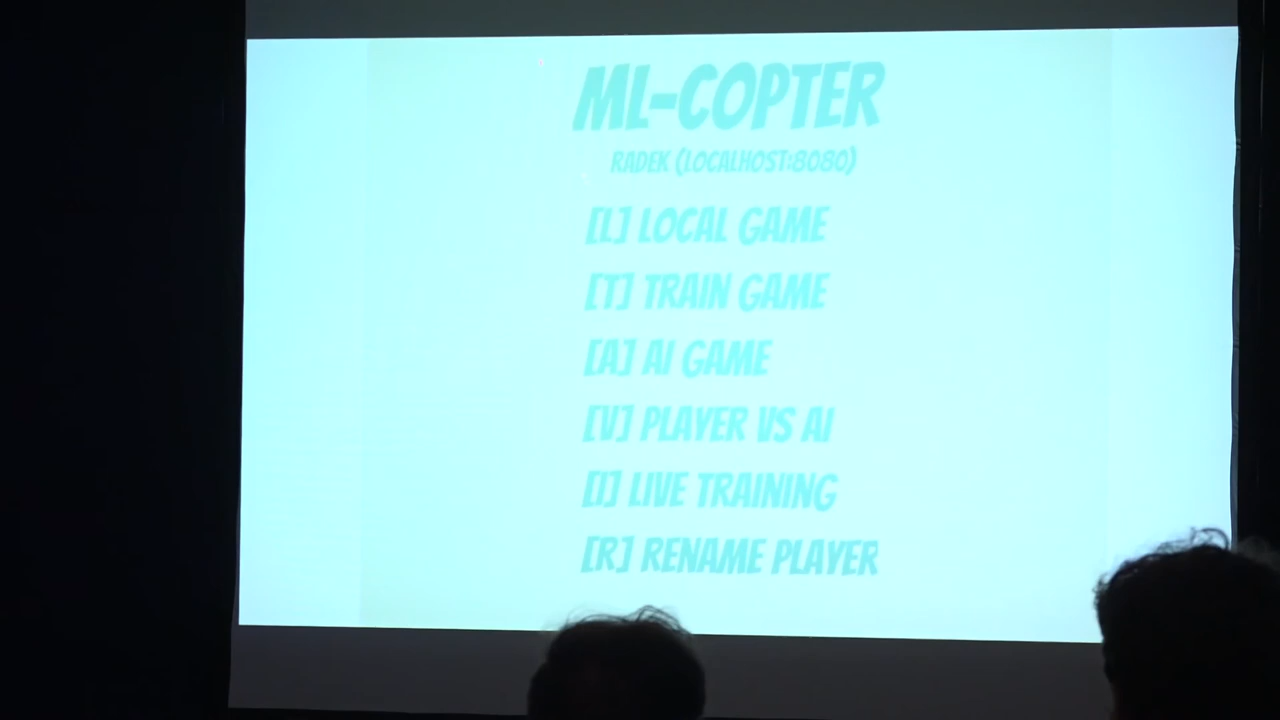 ML-COPTER
RADEK (LOCALHOST:8080)
[L] LOCAL GAME
[T] TRAIN GAME
[A] AI GAME
[V] PLAYER VS AI
[I] LIVE TRAINING
[R] RENAME PLAYER